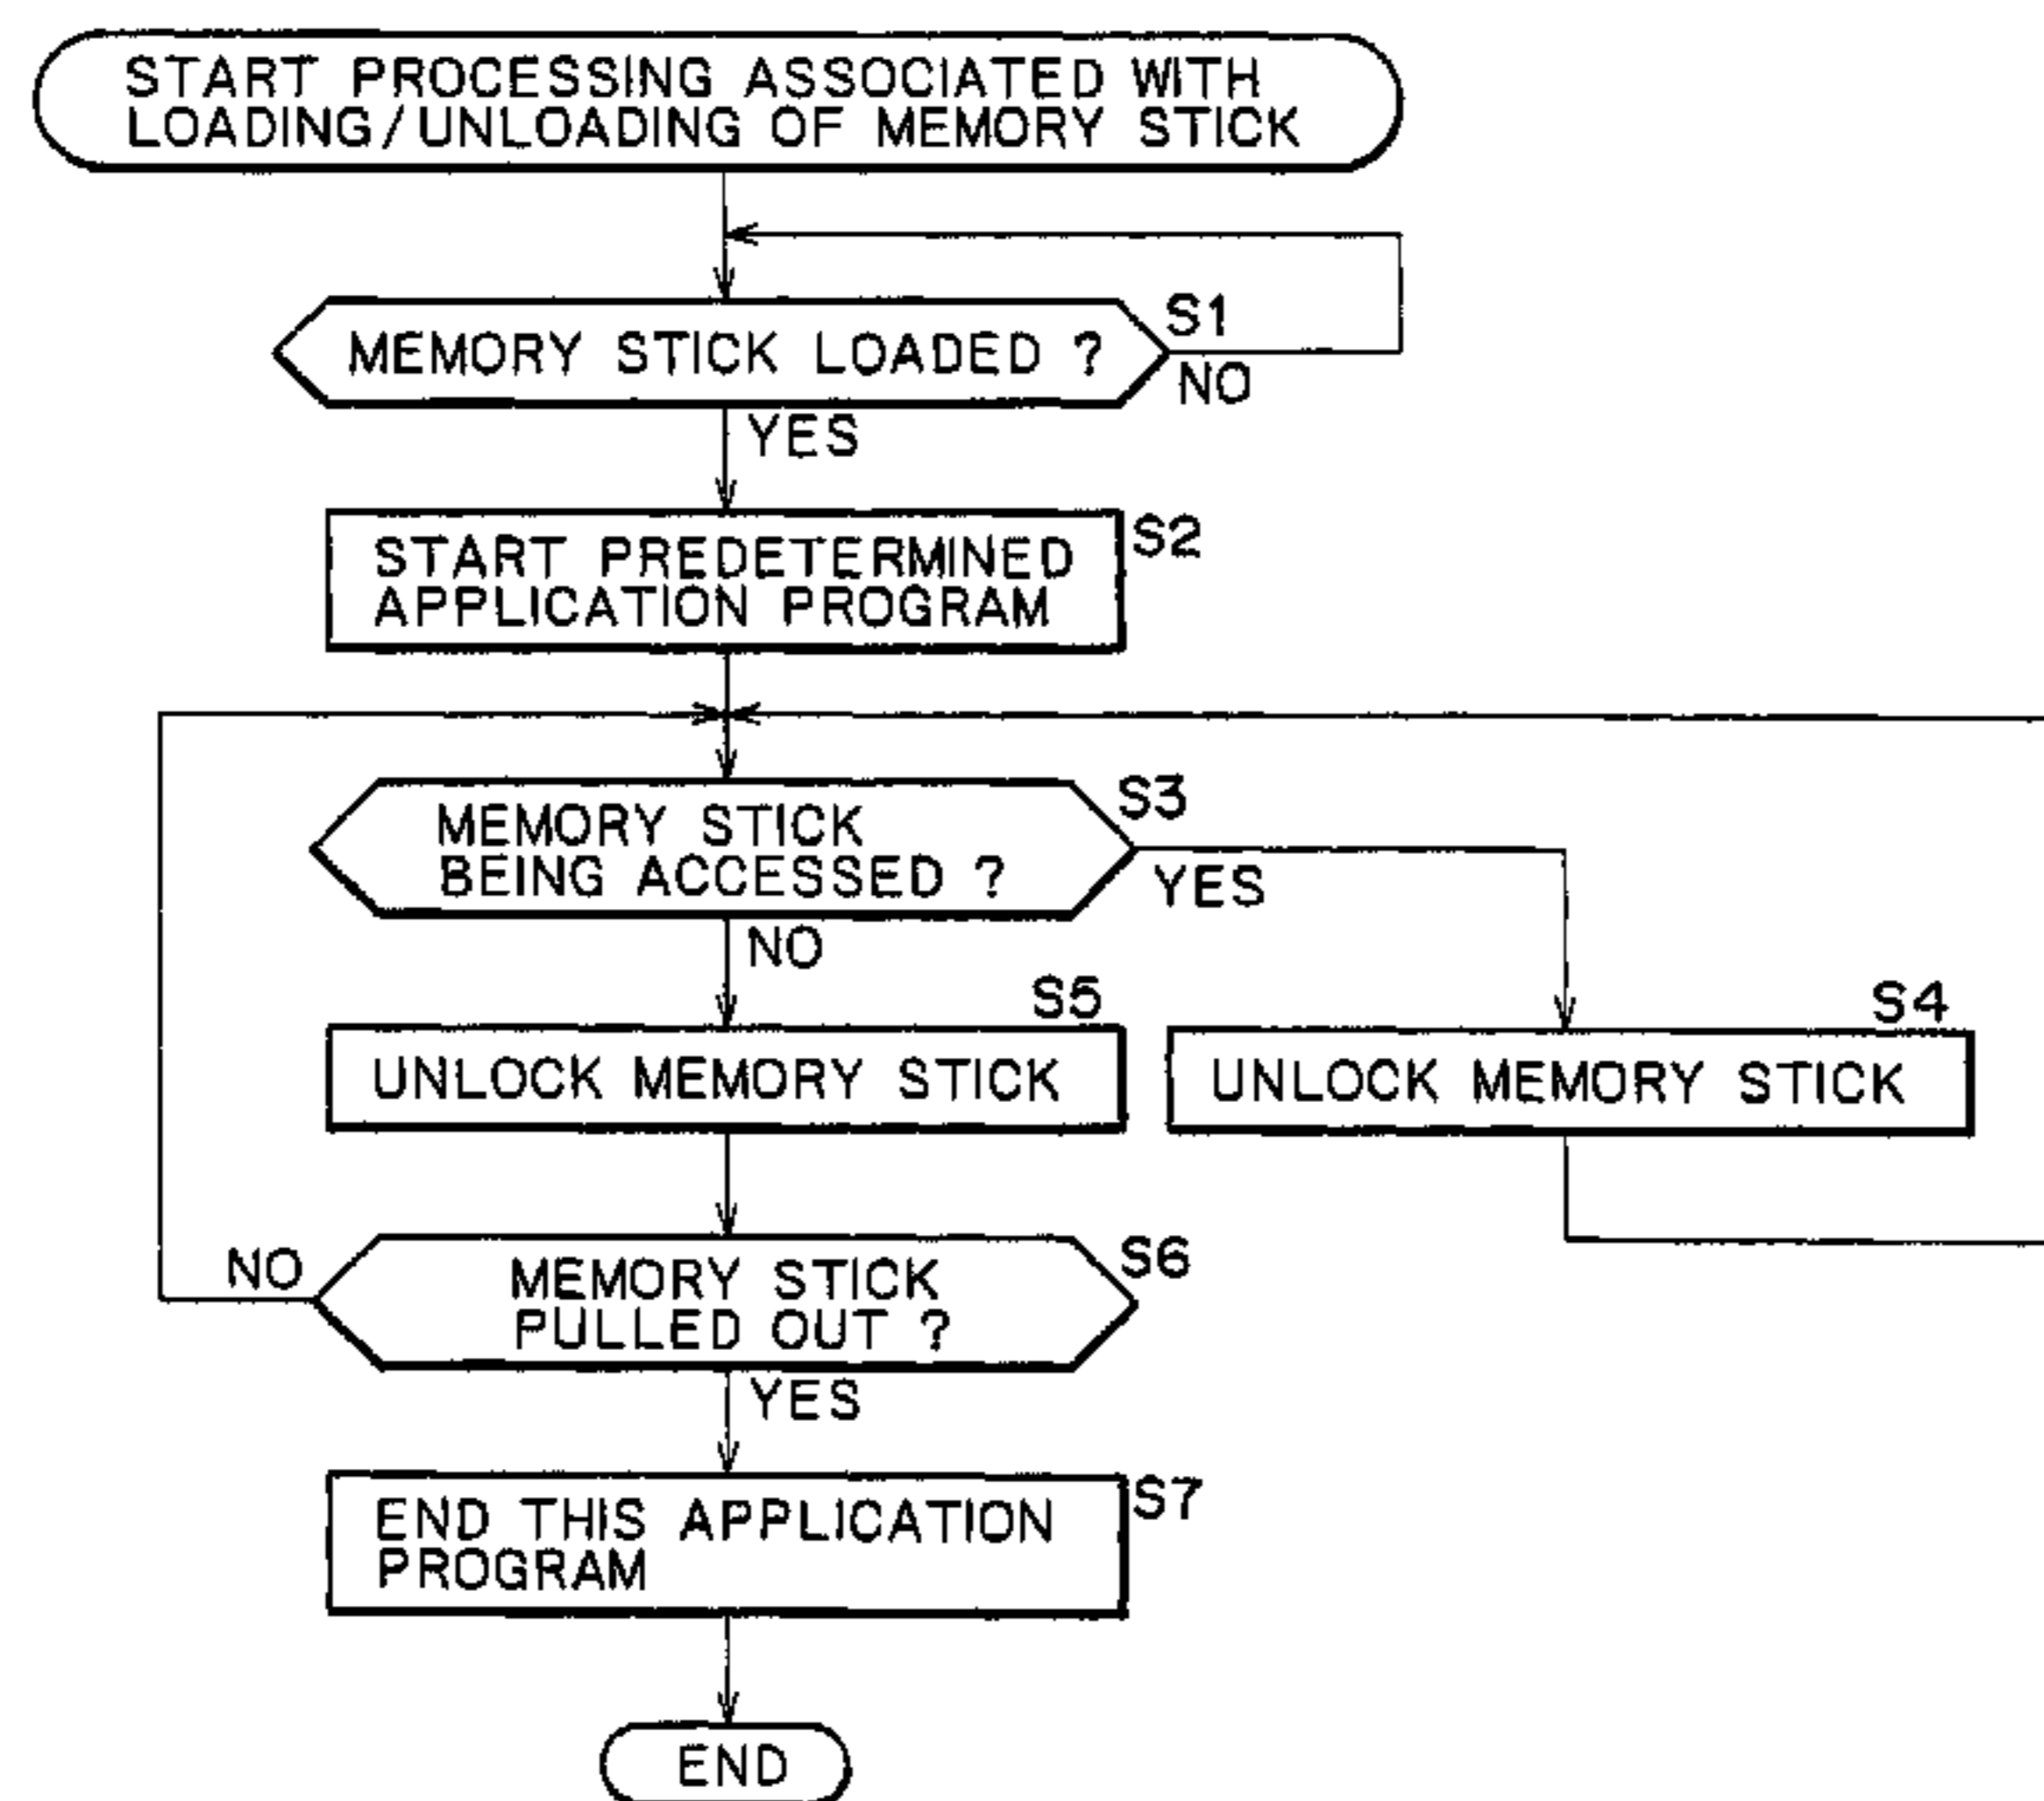 START PROCESSING ASSOCIATED WITH
LOADING/UNLOADING OF MEMORY STICK
MEMORY STICK LOADED ?
S1
NO
YES
START PREDETERMINED
APPLICATION PROGRAM
S2
MEMORY STICK
BEING ACCESSED ?
S3
YES
NO
S5
UNLOCK MEMORY STICK
S4
UNLOCK MEMORY STICK
NO
MEMORY STICK
PULLED OUT ?
S6
YES
END THIS APPLICATION
PROGRAM
S7
END